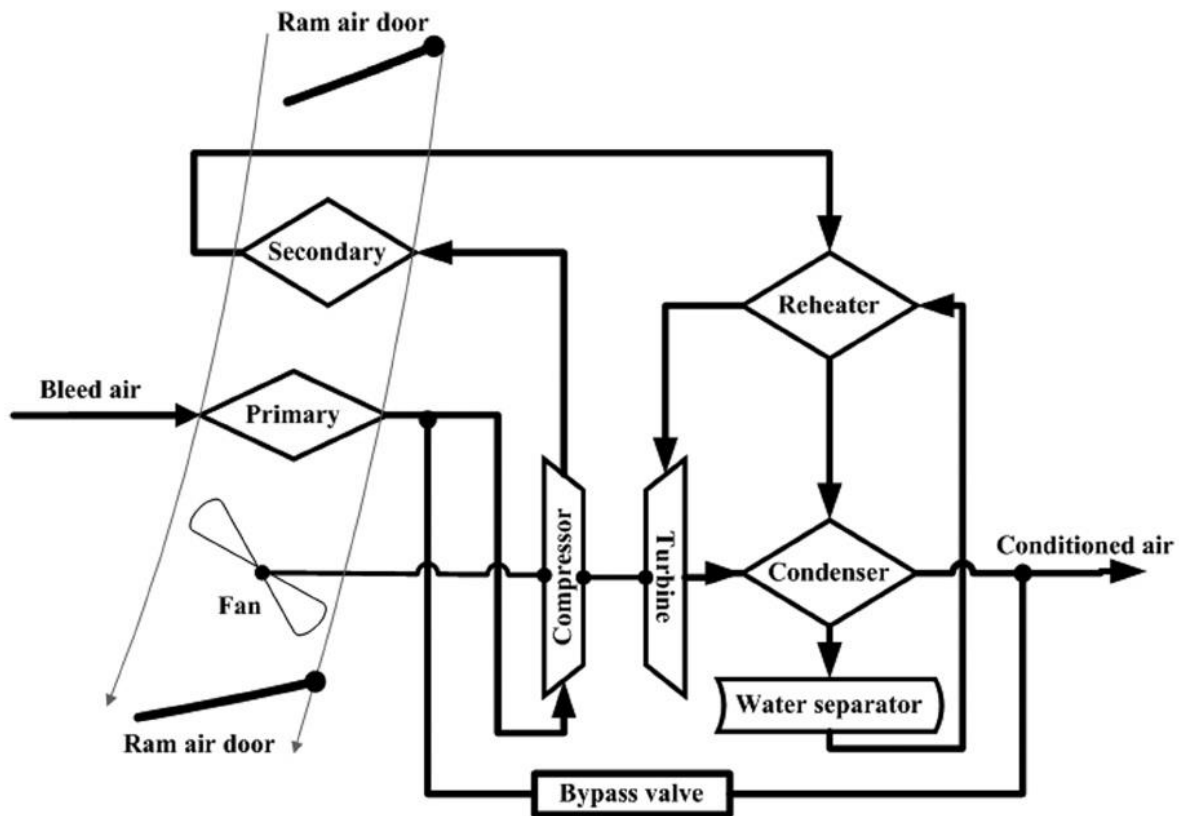 Ram air door
Secondary
Reheater
Bleed air
Primary
Compressor
Turbine
Condenser
Conditioned air
Fan
Water separator
Ram air door
Bypass valve